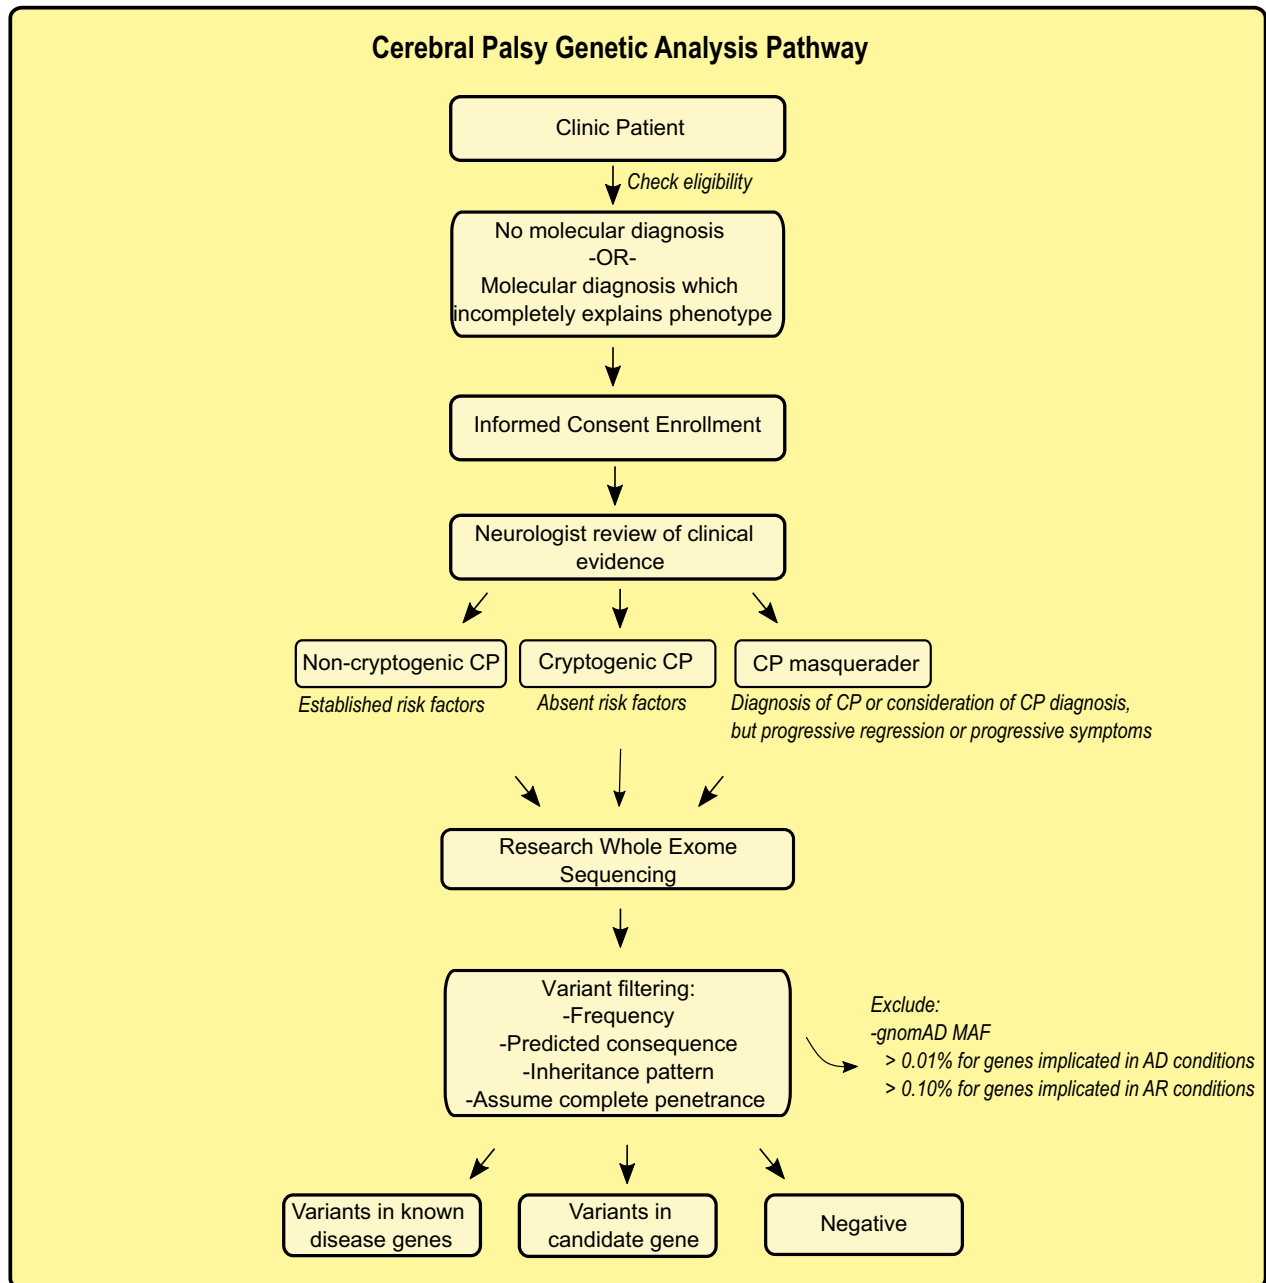 Cerebral Palsy Genetic Analysis Pathway
Clinic Patient
Check eligibility
No molecular diagnosis
-OR-
Molecular diagnosis which
incompletely explains phenotype
Informed Consent Enrollment
Neurologist review of clinical
evidence
Non-cryptogenic CP
Established risk factors
Cryptogenic CP
Absent risk factors
CP masquerader
Diagnosis of CP or consideration of CP diagnosis,
but progressive regression or progressive symptoms
Research Whole Exome
Sequencing
Variant filtering:
-Frequency
-Predicted consequence
-Inheritance pattern
-Assume complete penetrance
Exclude:
-gnomAD MAF
> 0.01% for genes implicated in AD conditions
> 0.10% for genes implicated in AR conditions
Variants in known
disease genes
Variants in
candidate gene
Negative